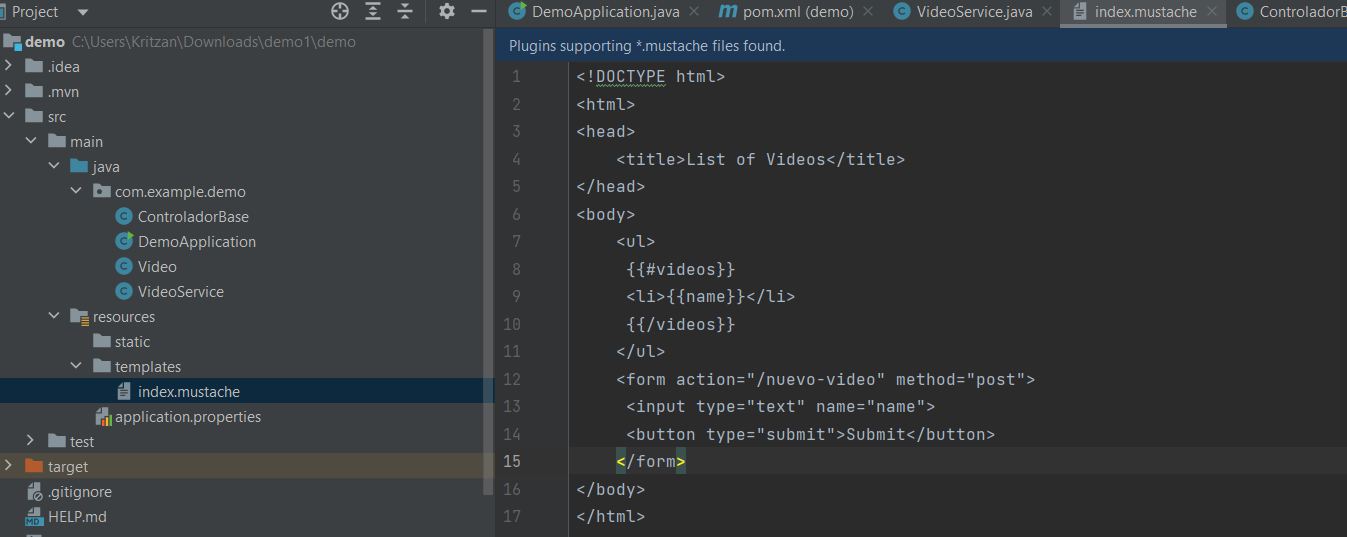 Project
demo C:\Users\Kritzan\Downloads\demo1\demo
.idea
.mvn
src
main
java
com.example.demo
ControladorBase
DemoApplication
Video
VideoService
resources
static
templates
index.mustache
application.properties
test
target
.gitignore
HELP.md
DemoApplication.java
pom.xml (demo)
VideoService.java
index.mustache
ControladorB
Plugins supporting *.mustache files found.
1 <!DOCTYPE html>
2 <html>
3 <head>
4 <title>List of Videos</title>
5 </head>
6 <body>
7 <ul>
8 {{#videos}}
9 <li>{{name}}</li>
10 {{/videos}}
11 </ul>
12 <form action="/nuevo-video" method="post">
13 <input type="text" name="name">
14 <button type="submit">Submit</button>
15 </form>
16 </body>
17 </html>